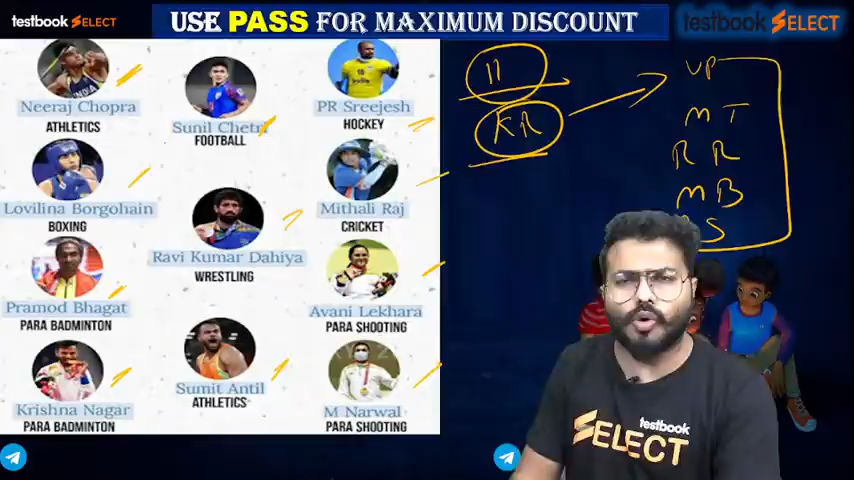 testbook SELECT
USE PASS FOR MAXIMUM DISCOUNT
testbook SELECT
Neeraj Chopra
ATHLETICS
Sunil Chetri
FOOTBALL
PR Sreejesh
HOCKEY
Lovilina Borgohain
BOXING
Ravi Kumar Dahiya
WRESTLING
Mithali Raj
CRICKET
Pramod Bhagat
PARA BADMINTON
Avani Lekhara
PARA SHOOTING
Krishna Nagar
PARA BADMINTON
Sumit Antil
ATHLETICS
M Narwal
PARA SHOOTING
11
KR
UP
M T
R R
M B
S
testbook
SELECT